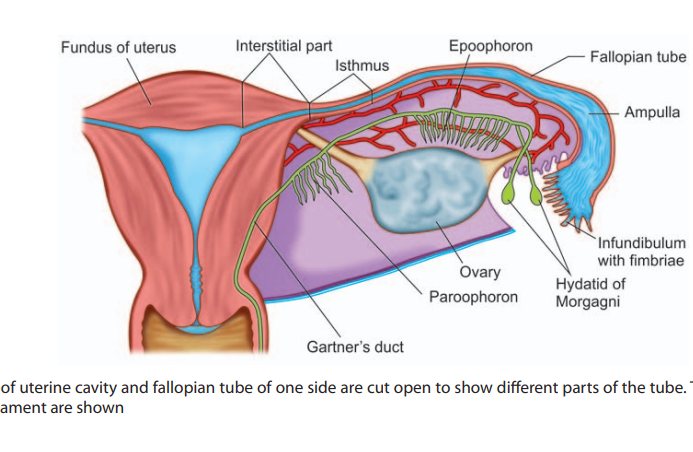 Fundus of uterus
Interstitial part
Isthmus
Epoophoron
Fallopian tube
Ampulla
Infundibulum
with fimbriae
Hydatid of
Morgagni
Ovary
Paroophoron
Gartner's duct
of uterine cavity and fallopian tube of one side are cut open to show different parts of the tube.
ament are shown